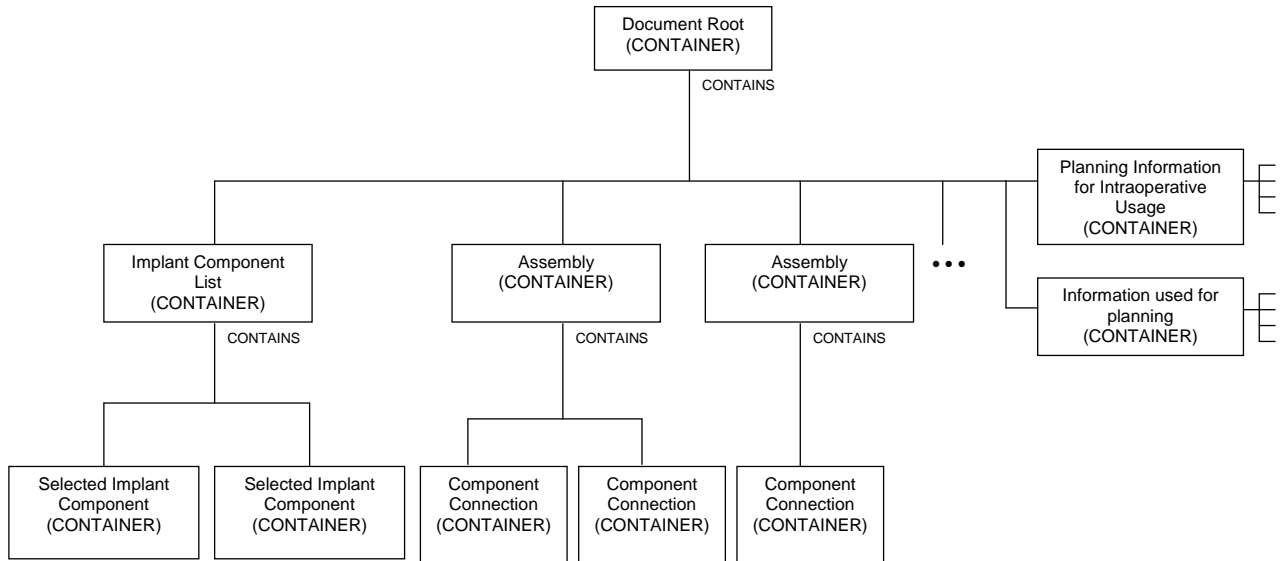 Document Root
(CONTAINER)
CONTAINS
Planning Information
for Intraoperative
Usage
(CONTAINER)
Implant Component
List
(CONTAINER)
Assembly
(CONTAINER)
Assembly
(CONTAINER)
•••
Information used for
planning
(CONTAINER)
CONTAINS
CONTAINS
CONTAINS
Selected Implant
Component
(CONTAINER)
Selected Implant
Component
(CONTAINER)
Component
Connection
(CONTAINER)
Component
Connection
(CONTAINER)
Component
Connection
(CONTAINER)